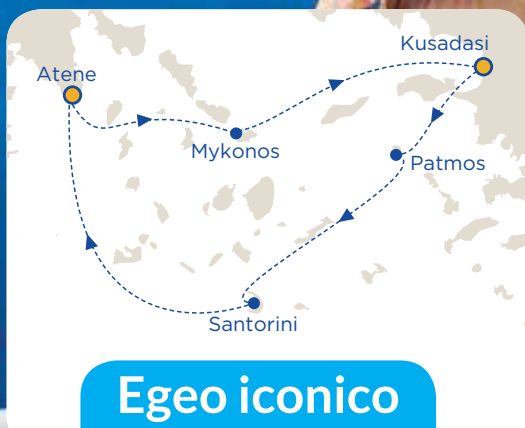 Kusadasi
Atene
Mykonos
Patmos
Santorini
Egeo iconico